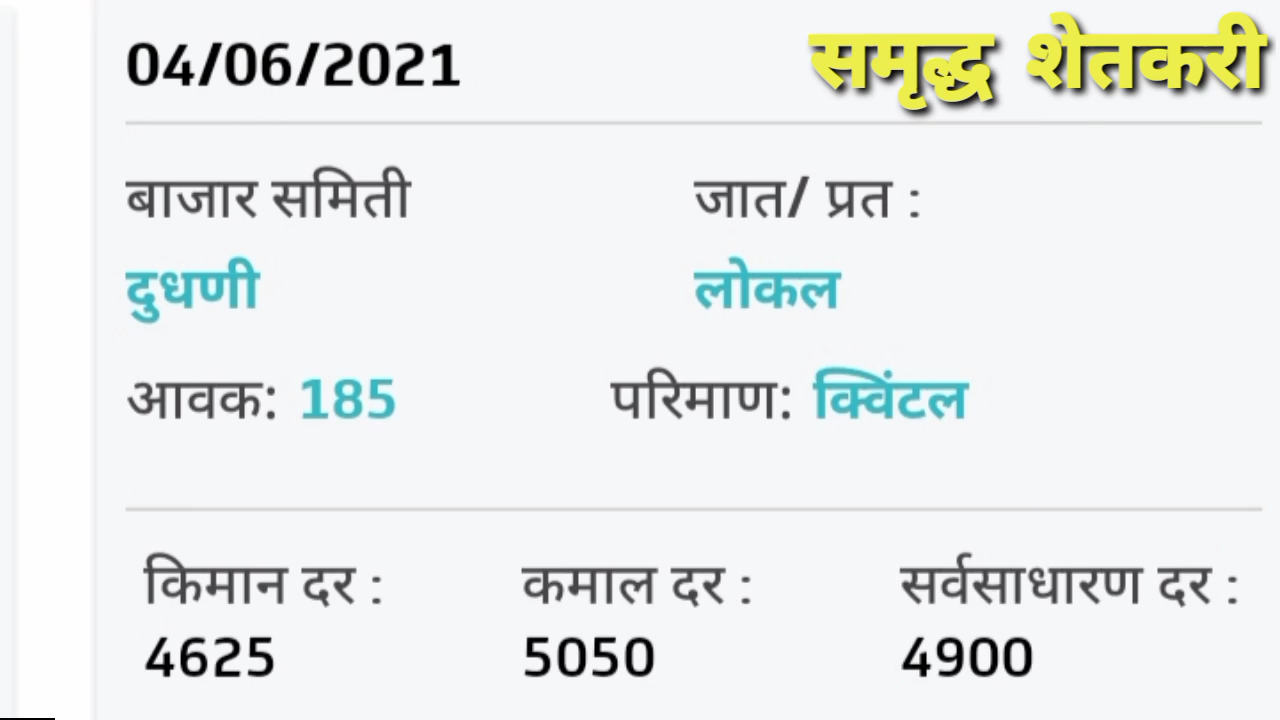 04/06/2021 समृद्ध शेतकरी
बाजार समिती जात/ प्रत :
दुधणी लोकल
आवक: 185 परिमाण: क्विंटल
किमान दर : कमाल दर : सर्वसाधारण दर :
4625 5050 4900